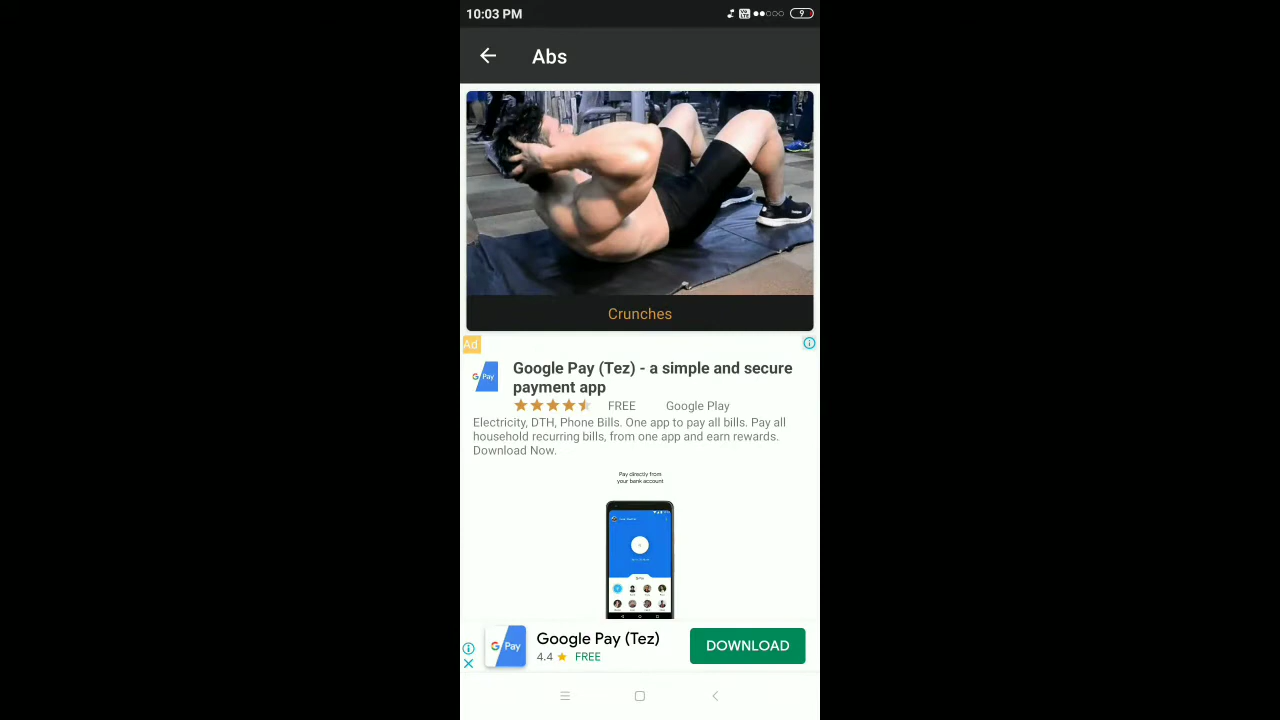 10:03 PM
9
Abs
Crunches
Ad
Google Pay (Tez) - a simple and secure
payment app
G Pay
FREE
Google Play
Electricity, DTH, Phone Bills. One app to pay all bills. Pay all
household recurring bills, from one app and earn rewards.
Download Now.
Pay directly from
your bank account
G Pay
Google Pay (Tez)
4.4 ★ FREE
DOWNLOAD